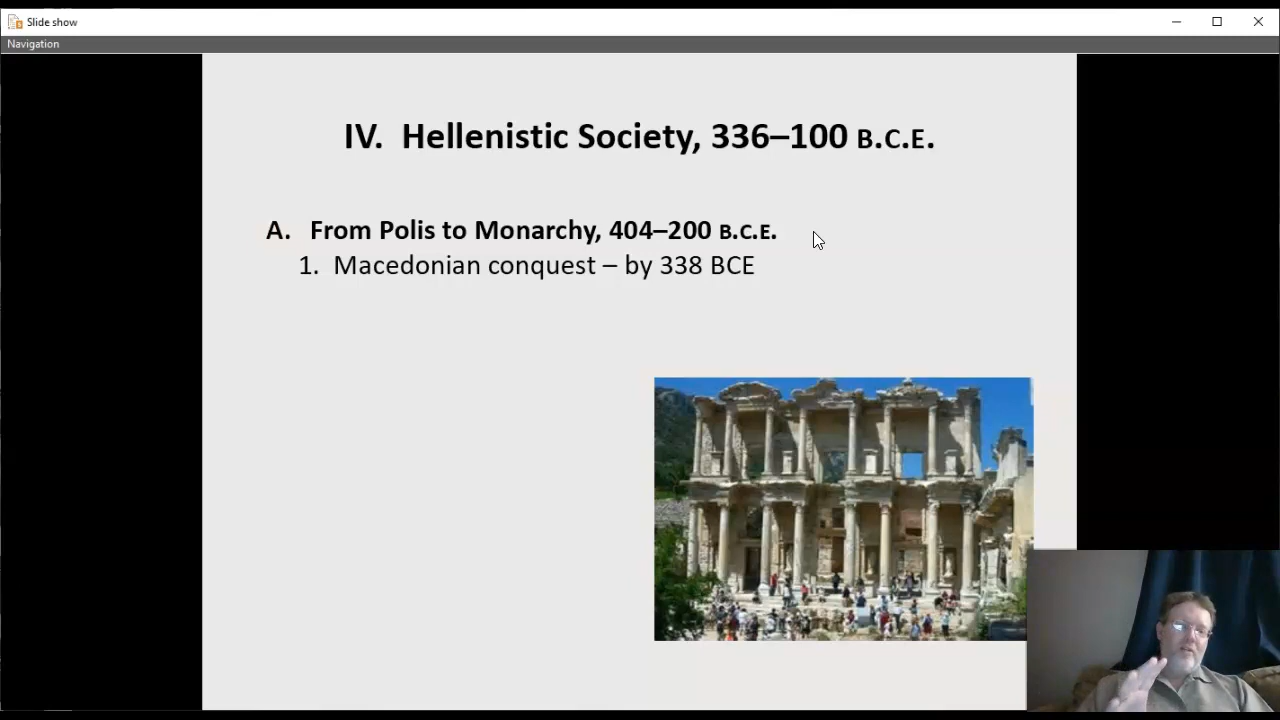 Slide show
Navigation
IV. Hellenistic Society, 336–100 B.C.E.
A. From Polis to Monarchy, 404–200 B.C.E.
1. Macedonian conquest – by 338 BCE